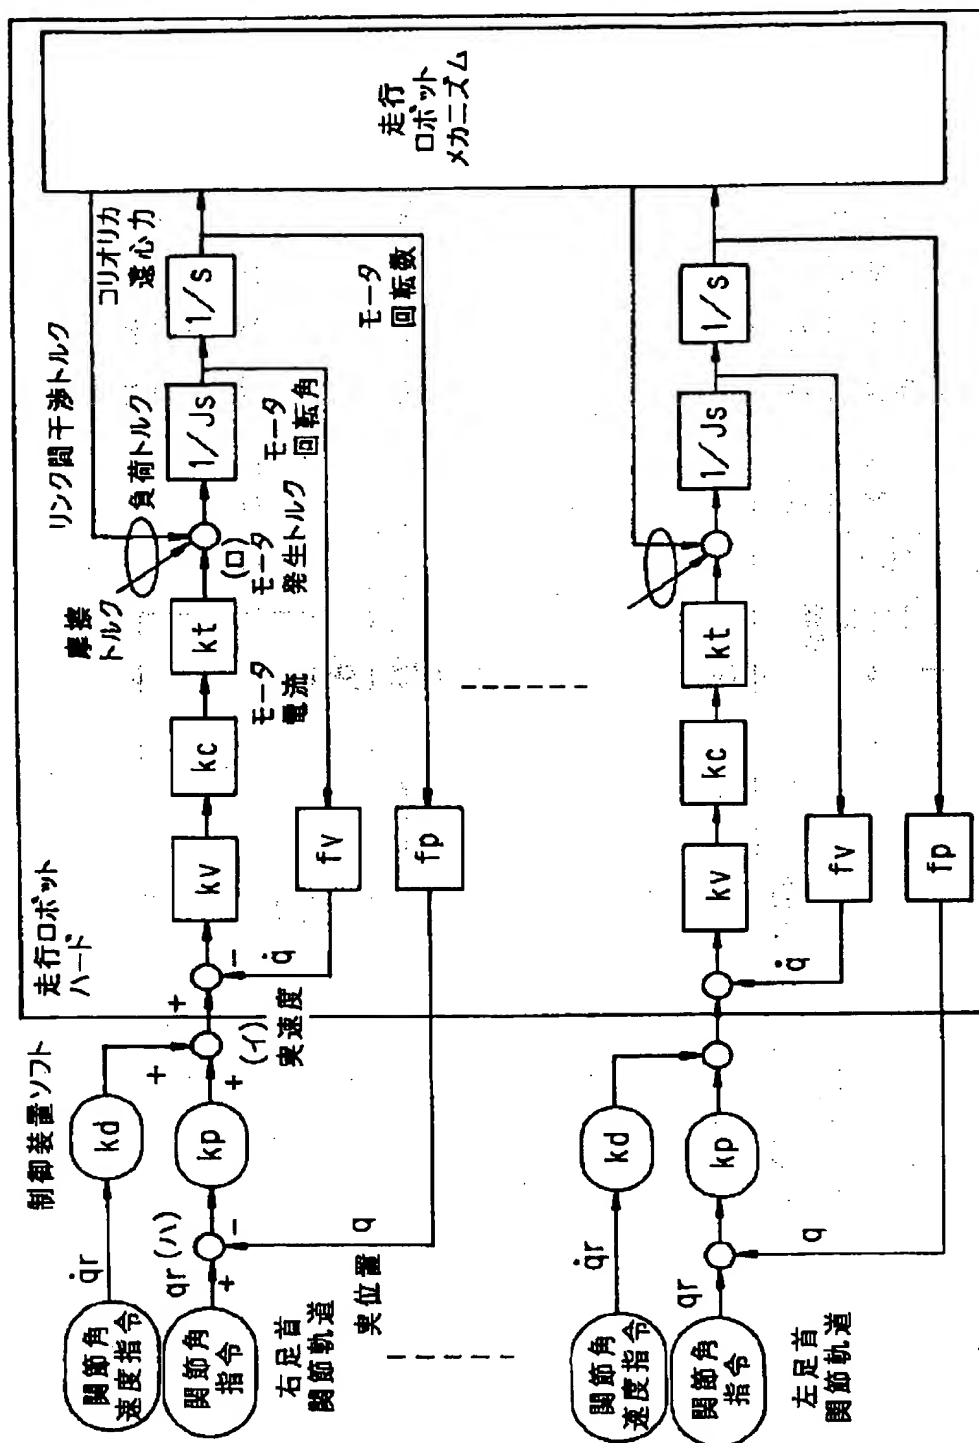 制御装置ソフト
走行ロボット
ハード
q̇r
kd
関節角
速度指令
関節角
指令
qr
(ハ)
+
-
kp
+
+
(イ)
実速度
+
-
kv
kc
モータ
電流
kt
摩擦
トルク
(ロ)
モータ
発生トルク
負荷トルク
リンク間干渉トルク
1/Js
モータ
回転角
1/s
コリオリカ
遠心力
モータ
回転数
走行
ロボット
メカニズム
q̇
fv
fp
q
実位置
右足首
関節軌道
q̇r
kd
関節角
速度指令
関節角
指令
qr
kp
kv
kc
kt
1/Js
1/s
q̇
fv
fp
q
左足首
関節軌道